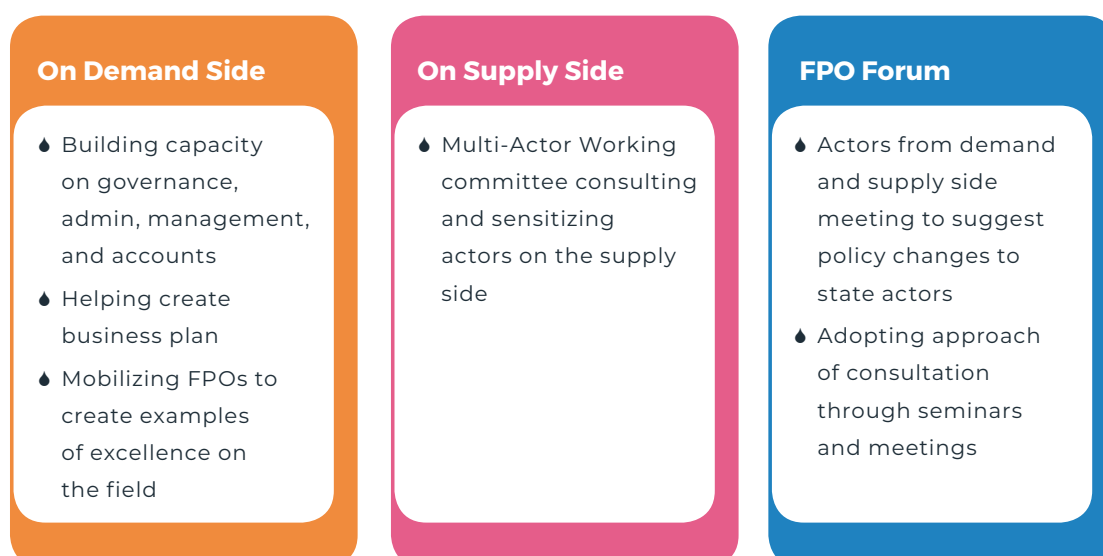 On Demand Side
Building capacity
on governance,
admin, management,
and accounts
Helping create
business plan
Mobilizing FPOs to
create examples
of excellence on
the field
On Supply Side
Multi-Actor Working
committee consulting
and sensitizing
actors on the supply
side
FPO Forum
Actors from demand
and supply side
meeting to suggest
policy changes to
state actors
Adopting approach
of consultation
through seminars
and meetings